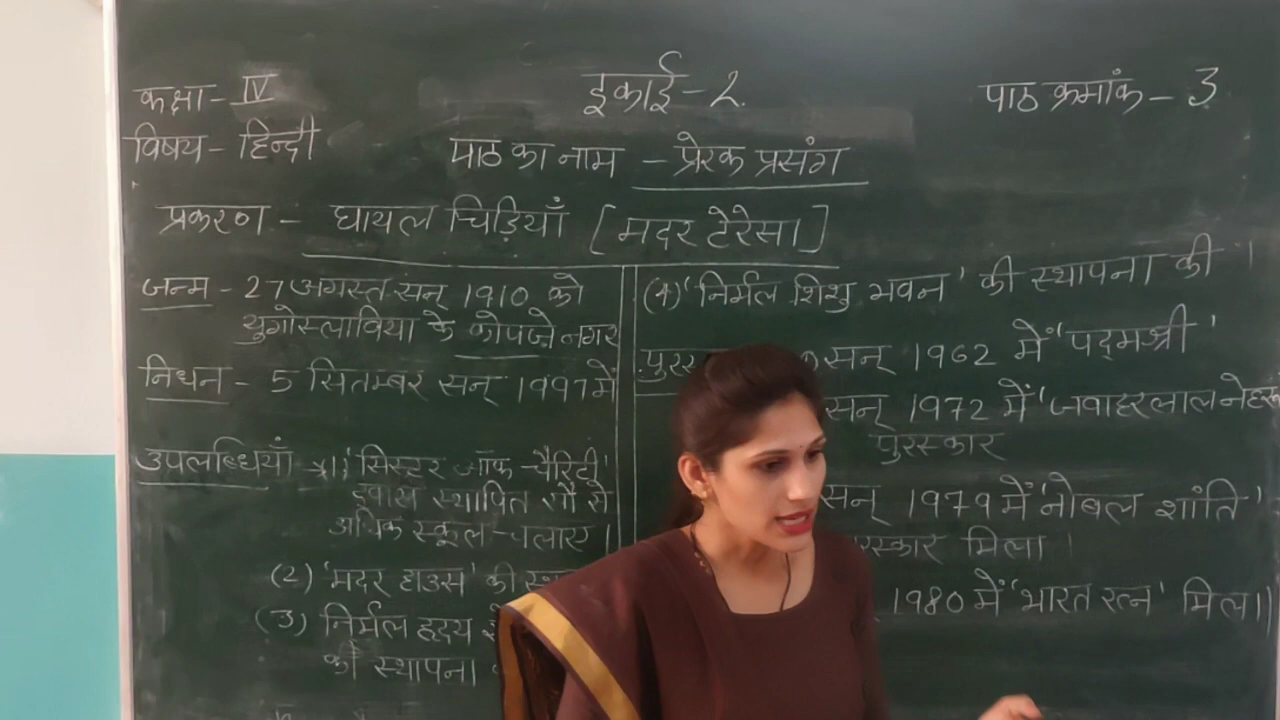 कक्षा - IV
इकाई - 2.
पाठ क्रमांक - 3
विषय - हिन्दी
पाठ का नाम - प्रेरक प्रसंग
प्रकरण - घायल चिड़ियाँ [मदर टेरेसा]
जन्म - 27 अगस्त सन् 1910 को
युगोस्लाविया के कोपजे नगर
निधन - 5 सितम्बर सन् 1997 में
उपलब्धियाँ 'सिस्टर ऑफ चैरिटी'
द्वारा स्थापित सौ से
अधिक स्कूल चलाए।
(2) 'मदर हाउस' की
(3) निर्मल हृदय
की स्थापना
(4) 'निर्मल शिशु भवन' की स्थापना की।
सन् 1962 में 'पद्मश्री'
सन् 1972 में 'जवाहरलाल नेहरू
पुरस्कार
सन् 1979 में 'नोबल शांति'
मिला।
1980 में 'भारत रत्न' मिला।